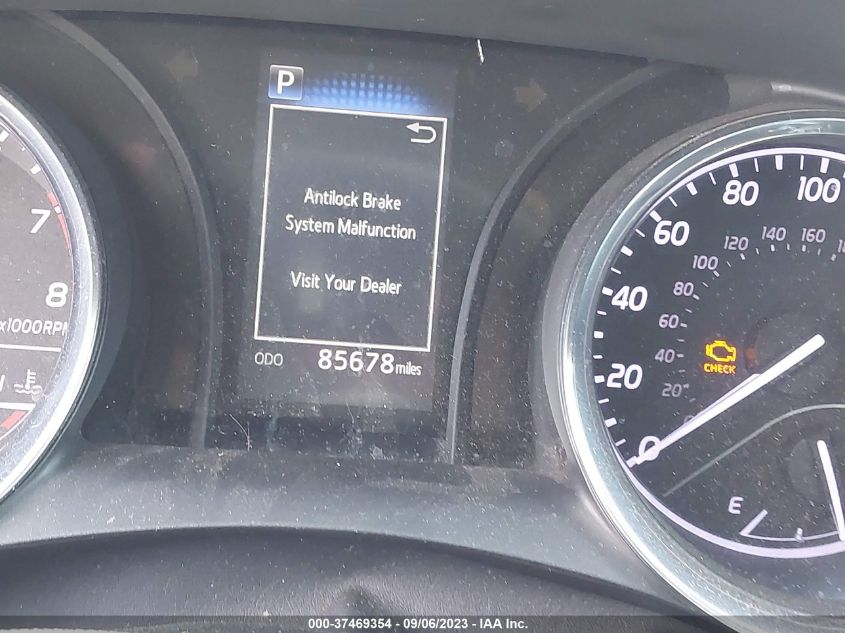 P
Antilock Brake
System Malfunction
Visit Your Dealer
ODO 85678 miles
7
8
x1000RPM
0 20 40 60 80 100
20 40 60 80 100 120 140 160
CHECK
E
000-37469354 - 09/06/2023 - IAA Inc.